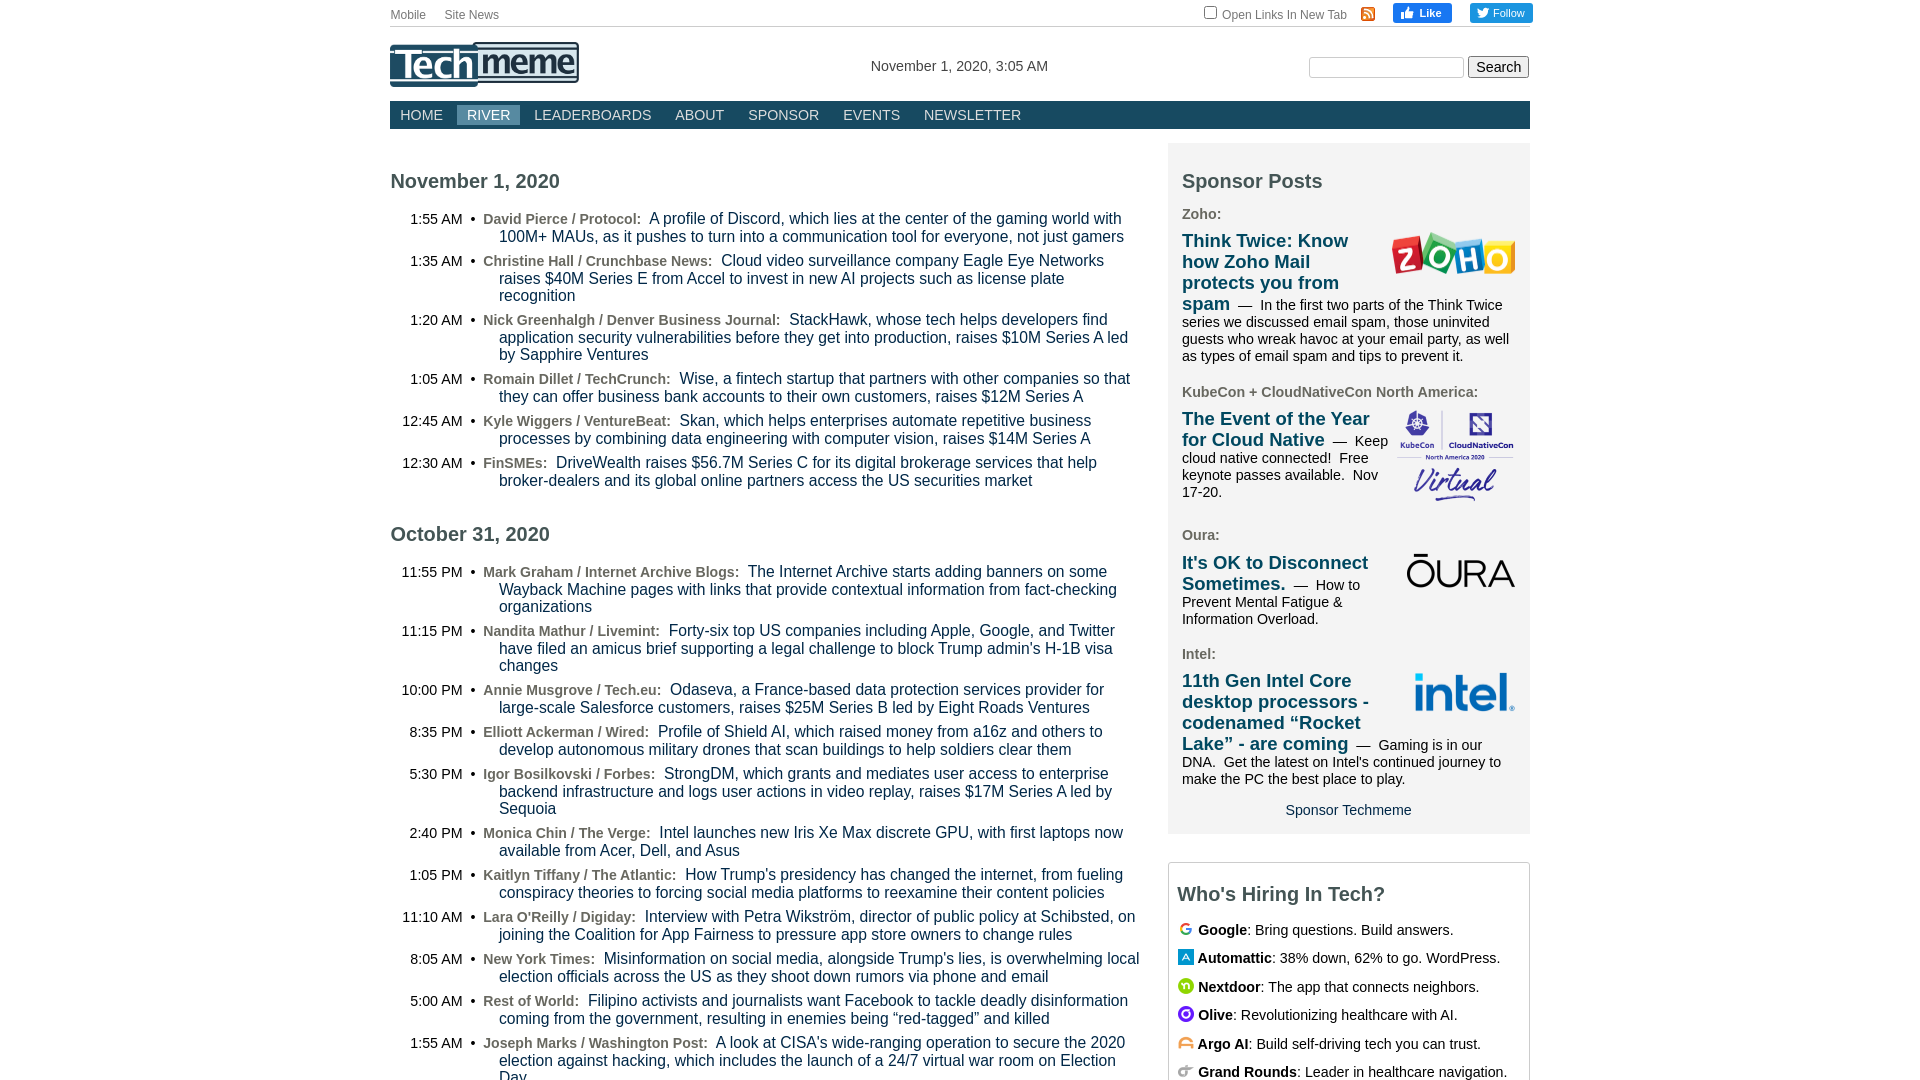 Mobile Site News Open Links In New Tab Like Follow
Techmeme November 1, 2020, 3:05 AM Search
HOME RIVER LEADERBOARDS ABOUT SPONSOR EVENTS NEWSLETTER
November 1, 2020
1:55 AM • David Pierce / Protocol: A profile of Discord, which lies at the center of the gaming world with
100M+ MAUs, as it pushes to turn into a communication tool for everyone, not just gamers
1:35 AM • Christine Hall / Crunchbase News: Cloud video surveillance company Eagle Eye Networks
raises $40M Series E from Accel to invest in new AI projects such as license plate
recognition
1:20 AM • Nick Greenhalgh / Denver Business Journal: StackHawk, whose tech helps developers find
application security vulnerabilities before they get into production, raises $10M Series A led
by Sapphire Ventures
1:05 AM • Romain Dillet / TechCrunch: Wise, a fintech startup that partners with other companies so that
they can offer business bank accounts to their own customers, raises $12M Series A
12:45 AM • Kyle Wiggers / VentureBeat: Skan, which helps enterprises automate repetitive business
processes by combining data engineering with computer vision, raises $14M Series A
12:30 AM • FinSMEs: DriveWealth raises $56.7M Series C for its digital brokerage services that help
broker-dealers and its global online partners access the US securities market
October 31, 2020
11:55 PM • Mark Graham / Internet Archive Blogs: The Internet Archive starts adding banners on some
Wayback Machine pages with links that provide contextual information from fact-checking
organizations
11:15 PM • Nandita Mathur / Livemint: Forty-six top US companies including Apple, Google, and Twitter
have filed an amicus brief supporting a legal challenge to block Trump admin's H-1B visa
changes
10:00 PM • Annie Musgrove / Tech.eu: Odaseva, a France-based data protection services provider for
large-scale Salesforce customers, raises $25M Series B led by Eight Roads Ventures
8:35 PM • Elliott Ackerman / Wired: Profile of Shield AI, which raised money from a16z and others to
develop autonomous military drones that scan buildings to help soldiers clear them
5:30 PM • Igor Bosilkovski / Forbes: StrongDM, which grants and mediates user access to enterprise
backend infrastructure and logs user actions in video replay, raises $17M Series A led by
Sequoia
2:40 PM • Monica Chin / The Verge: Intel launches new Iris Xe Max discrete GPU, with first laptops now
available from Acer, Dell, and Asus
1:05 PM • Kaitlyn Tiffany / The Atlantic: How Trump's presidency has changed the internet, from fueling
conspiracy theories to forcing social media platforms to reexamine their content policies
11:10 AM • Lara O'Reilly / Digiday: Interview with Petra Wikström, director of public policy at Schibsted, on
joining the Coalition for App Fairness to pressure app store owners to change rules
8:05 AM • New York Times: Misinformation on social media, alongside Trump's lies, is overwhelming local
election officials across the US as they shoot down rumors via phone and email
5:00 AM • Rest of World: Filipino activists and journalists want Facebook to tackle deadly disinformation
coming from the government, resulting in enemies being “red-tagged” and killed
1:55 AM • Joseph Marks / Washington Post: A look at CISA's wide-ranging operation to secure the 2020
election against hacking, which includes the launch of a 24/7 virtual war room on Election
Day
Sponsor Posts
Zoho:
Think Twice: Know
how Zoho Mail
protects you from
spam — In the first two parts of the Think Twice
series we discussed email spam, those uninvited
guests who wreak havoc at your email party, as well
as types of email spam and tips to prevent it.
ZOHO
KubeCon + CloudNativeCon North America:
The Event of the Year
for Cloud Native — Keep
cloud native connected! Free
keynote passes available. Nov
17-20.
KubeCon CloudNativeCon
North America 2020
Virtual
Oura:
It's OK to Disconnect
Sometimes. — How to
Prevent Mental Fatigue &
Information Overload.
ŌURA
Intel:
11th Gen Intel Core
desktop processors -
codenamed “Rocket
Lake” - are coming — Gaming is in our
DNA. Get the latest on Intel's continued journey to
make the PC the best place to play.
intel®
Sponsor Techmeme
Who's Hiring In Tech?
Google: Bring questions. Build answers.
Automattic: 38% down, 62% to go. WordPress.
Nextdoor: The app that connects neighbors.
Olive: Revolutionizing healthcare with AI.
Argo AI: Build self-driving tech you can trust.
Grand Rounds: Leader in healthcare navigation.